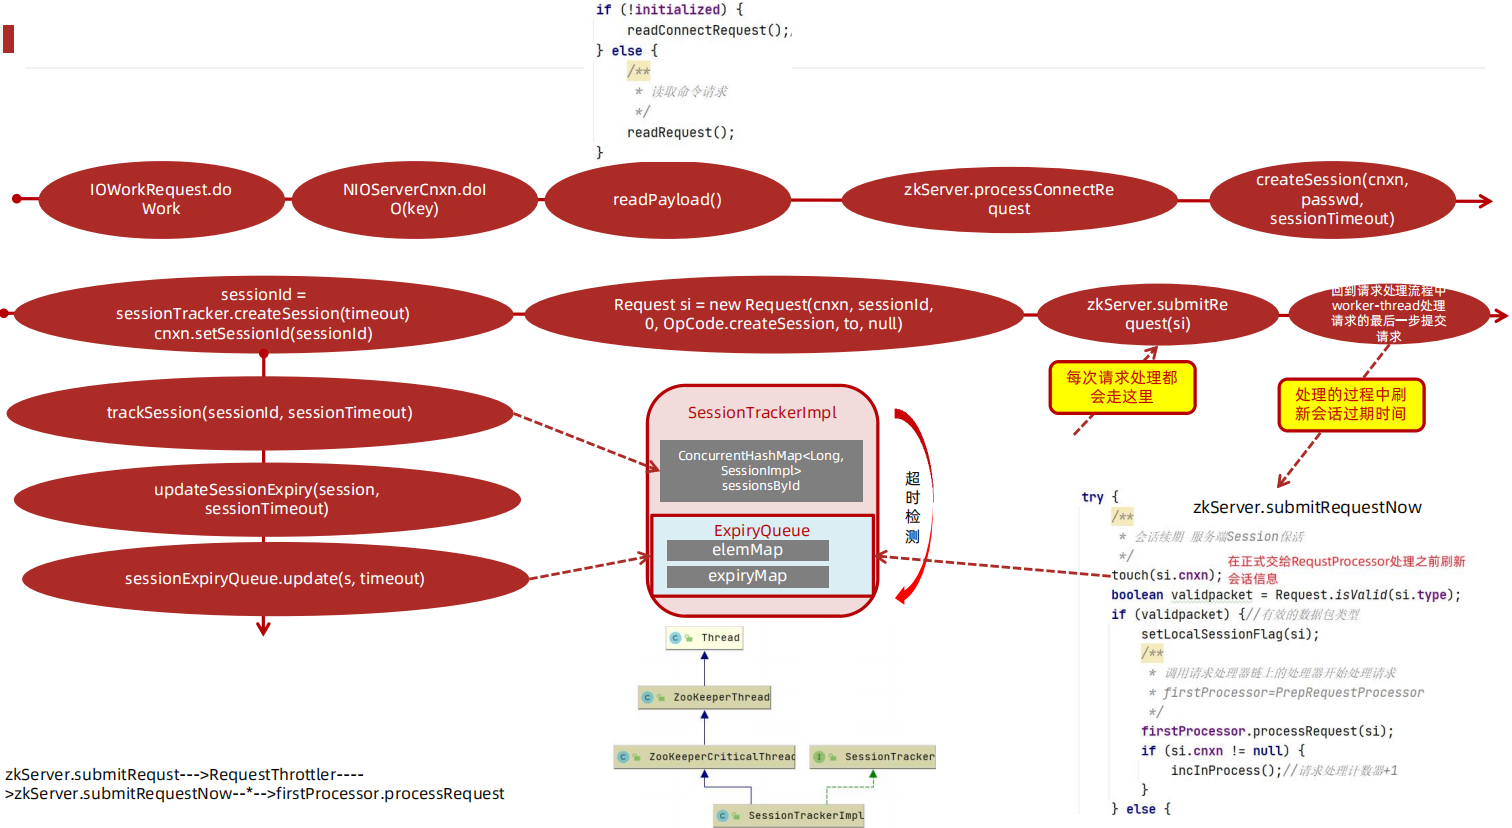 if (!initialized) {
readConnectRequest();
} else {
/**
* 读取命令请求
*/
readRequest();
}
IOWorkRequest.do
Work
NIOServerCnxn.doI
O(key)
readPayload()
zkServer.processConnectRe
quest
createSession(cnxn,
passwd,
sessionTimeout)
sessionId =
sessionTracker.createSession(timeout)
cnxn.setSessionId(sessionId)
Request si = new Request(cnxn, sessionId,
0, OpCode.createSession, to, null)
zkServer.submitRe
quest(si)
回到请求处理流程中
worker-thread处理
请求的最后一步提交
请求
每次请求处理都
会走这里
处理的过程中刷
新会话过期时间
trackSession(sessionId, sessionTimeout)
updateSessionExpiry(session,
sessionTimeout)
sessionExpiryQueue.update(s, timeout)
SessionTrackerImpl
ConcurrentHashMap<Long,
SessionImpl>
sessionsById
ExpiryQueue
elemMap
expiryMap
超
时
检
测
Thread
ZooKeeperThread
ZooKeeperCriticalThread
SessionTracker
SessionTrackerImpl
zkServer.submitRequestNow
try {
/**
* 会话续期 服务端Session保活
*/
touch(si.cnxn);
在正式交给RequstProcessor处理之前刷新
会话信息
boolean validpacket = Request.isValid(si.type);
if (validpacket) {//有效的数据包类型
setLocalSessionFlag(si);
/**
* 调用请求处理器链上的处理器开始处理请求
* firstProcessor=PrepRequestProcessor
*/
firstProcessor.processRequest(si);
if (si.cnxn != null) {
incInProcess();//请求处理计数器+1
}
} else {
zkServer.submitRequst--->RequestThrottler----
>zkServer.submitRequestNow--*-->firstProcessor.processRequest